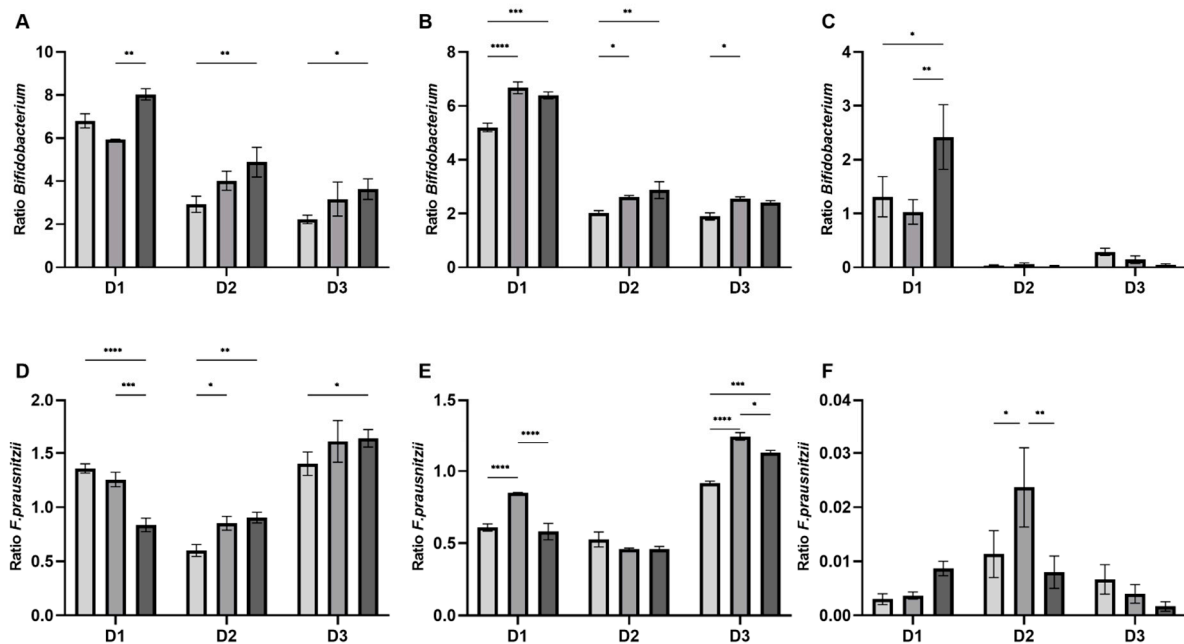 A
Ratio Bifidobacterium
10
8
6
4
2
0
**
**
*
D1 D2 D3
B
Ratio Bifidobacterium
8
6
4
2
0
***
****
**
*
*
D1 D2 D3
C
Ratio Bifidobacterium
4
3
2
1
0
*
**
D1 D2 D3
D
Ratio F.prausnitzii
2.0
1.5
1.0
0.5
0.0
****
***
**
*
*
D1 D2 D3
E
Ratio F.prausnitzii
1.5
1.0
0.5
0.0
****
****
***
****
*
D1 D2 D3
F
Ratio F.prausnitzii
0.04
0.03
0.02
0.01
0.00
* **
D1 D2 D3